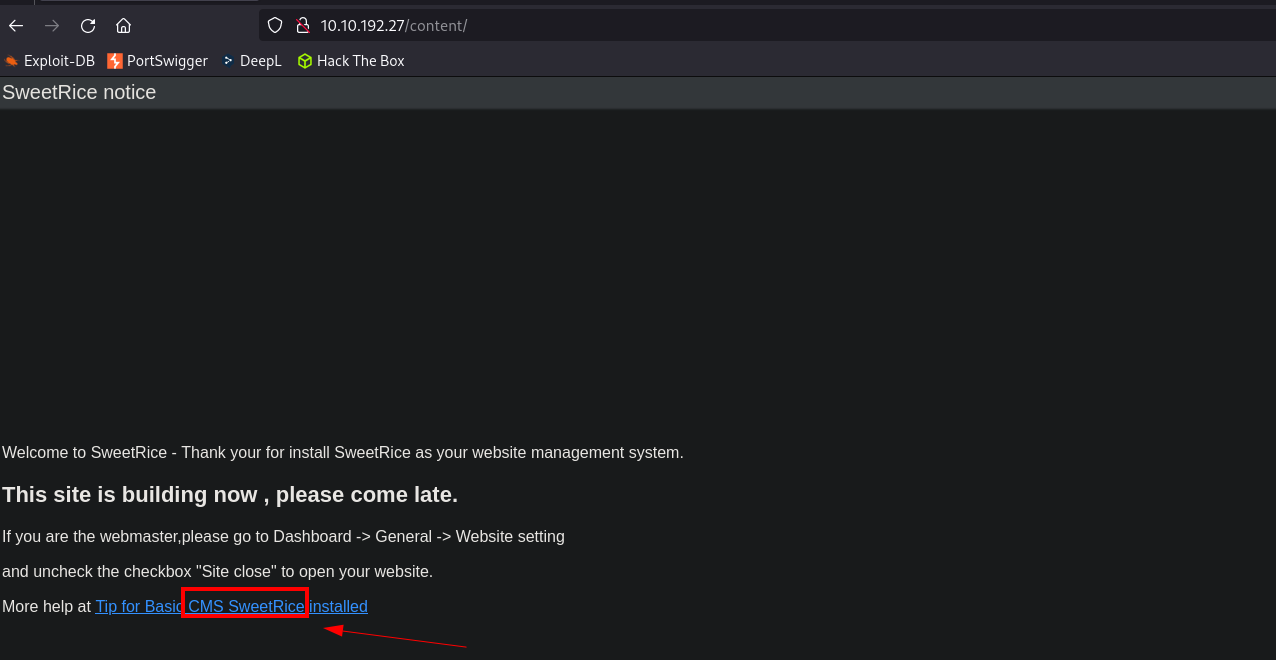 10.10.192.27/content/
Exploit-DB PortSwigger DeepL Hack The Box
SweetRice notice
Welcome to SweetRice - Thank your for install SweetRice as your website management system.
This site is building now , please come late.
If you are the webmaster,please go to Dashboard -> General -> Website setting
and uncheck the checkbox "Site close" to open your website.
More help at Tip for Basic CMS SweetRice installed